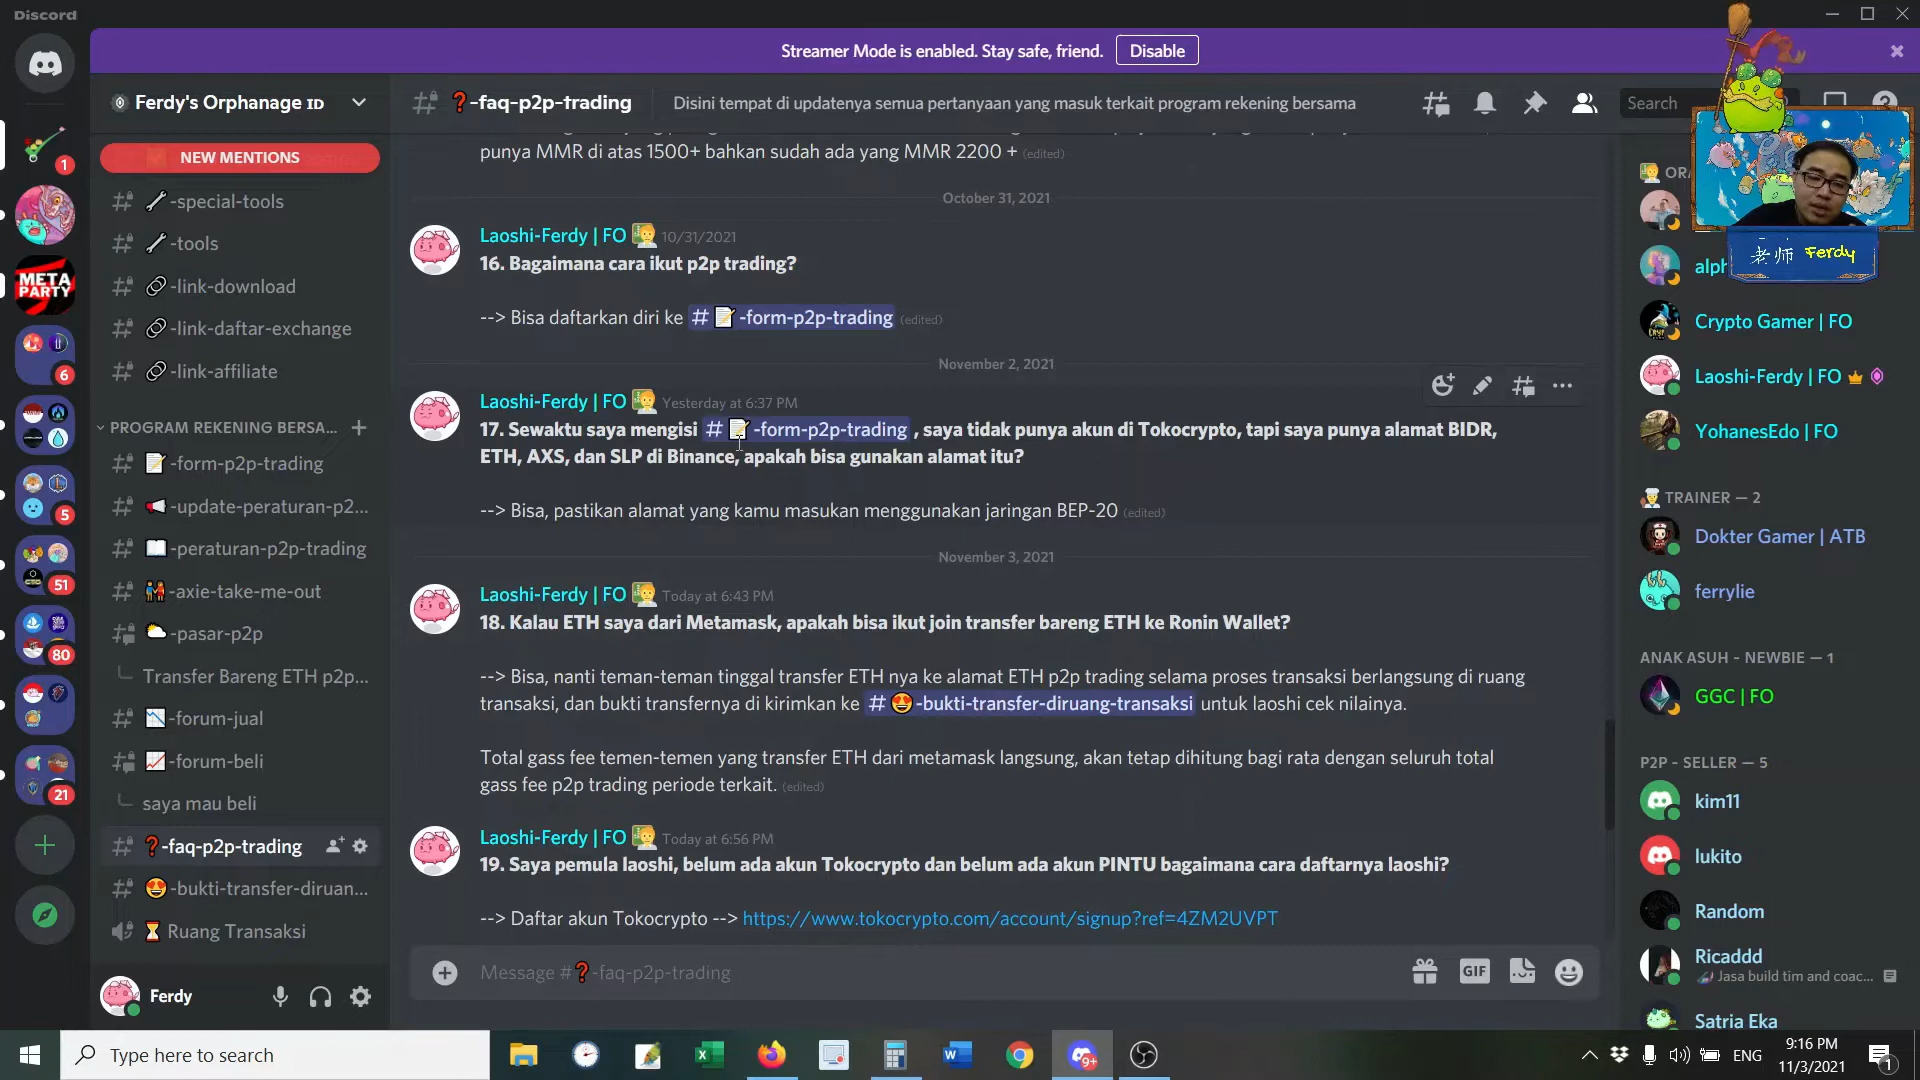 Discord
Streamer Mode is enabled. Stay safe, friend. Disable
Ferdy's Orphanage ID
❓-faq-p2p-trading
Disini tempat di updatenya semua pertanyaan yang masuk terkait program rekening bersama
Search
NEW MENTIONS
-special-tools
-tools
-link-download
-link-daftar-exchange
-link-affiliate
PROGRAM REKENING BERSA...
-form-p2p-trading
-update-peraturan-p2...
-peraturan-p2p-trading
-axie-take-me-out
-pasar-p2p
Transfer Bareng ETH p2p...
-forum-jual
-forum-beli
saya mau beli
❓-faq-p2p-trading
-bukti-transfer-diruan...
Ruang Transaksi
Ferdy
1
META
PARTY
6
5
51
80
21
punya MMR di atas 1500+ bahkan sudah ada yang MMR 2200 + (edited)
October 31, 2021
Laoshi-Ferdy | FO 10/31/2021
16. Bagaimana cara ikut p2p trading?
--> Bisa daftarkan diri ke # -form-p2p-trading (edited)
November 2, 2021
Laoshi-Ferdy | FO Yesterday at 6:37 PM
17. Sewaktu saya mengisi # -form-p2p-trading , saya tidak punya akun di Tokocrypto, tapi saya punya alamat BIDR,
ETH, AXS, dan SLP di Binance, apakah bisa gunakan alamat itu?
--> Bisa, pastikan alamat yang kamu masukan menggunakan jaringan BEP-20 (edited)
November 3, 2021
Laoshi-Ferdy | FO Today at 6:43 PM
18. Kalau ETH saya dari Metamask, apakah bisa ikut join transfer bareng ETH ke Ronin Wallet?
--> Bisa, nanti teman-teman tinggal transfer ETH nya ke alamat ETH p2p trading selama proses transaksi berlangsung di ruang
transaksi, dan bukti transfernya di kirimkan ke # -bukti-transfer-diruang-transaksi untuk laoshi cek nilainya.
Total gass fee temen-temen yang transfer ETH dari metamask langsung, akan tetap dihitung bagi rata dengan seluruh total
gass fee p2p trading periode terkait. (edited)
Laoshi-Ferdy | FO Today at 6:56 PM
19. Saya pemula laoshi, belum ada akun Tokocrypto dan belum ada akun PINTU bagaimana cara daftarnya laoshi?
--> Daftar akun Tokocrypto --> https://www.tokocrypto.com/account/signup?ref=4ZM2UVPT
Message #❓-faq-p2p-trading
GIF
老师 Ferdy
Crypto Gamer | FO
Laoshi-Ferdy | FO
YohanesEdo | FO
TRAINER — 2
Dokter Gamer | ATB
ferrylie
ANAK ASUH - NEWBIE — 1
GGC | FO
P2P - SELLER — 5
kim11
lukito
Random
Ricaddd
Jasa build tim and coac...
Satria Eka
Type here to search
9+
ENG
9:16 PM
11/3/2021
1